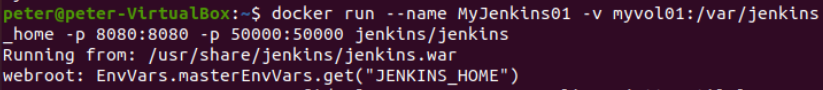 peter@peter-VirtualBox:~$ docker run --name MyJenkins01 -v myvol01:/var/jenkins
_home -p 8080:8080 -p 50000:50000 jenkins/jenkins
Running from: /usr/share/jenkins/jenkins.war
webroot: EnvVars.masterEnvVars.get("JENKINS_HOME")